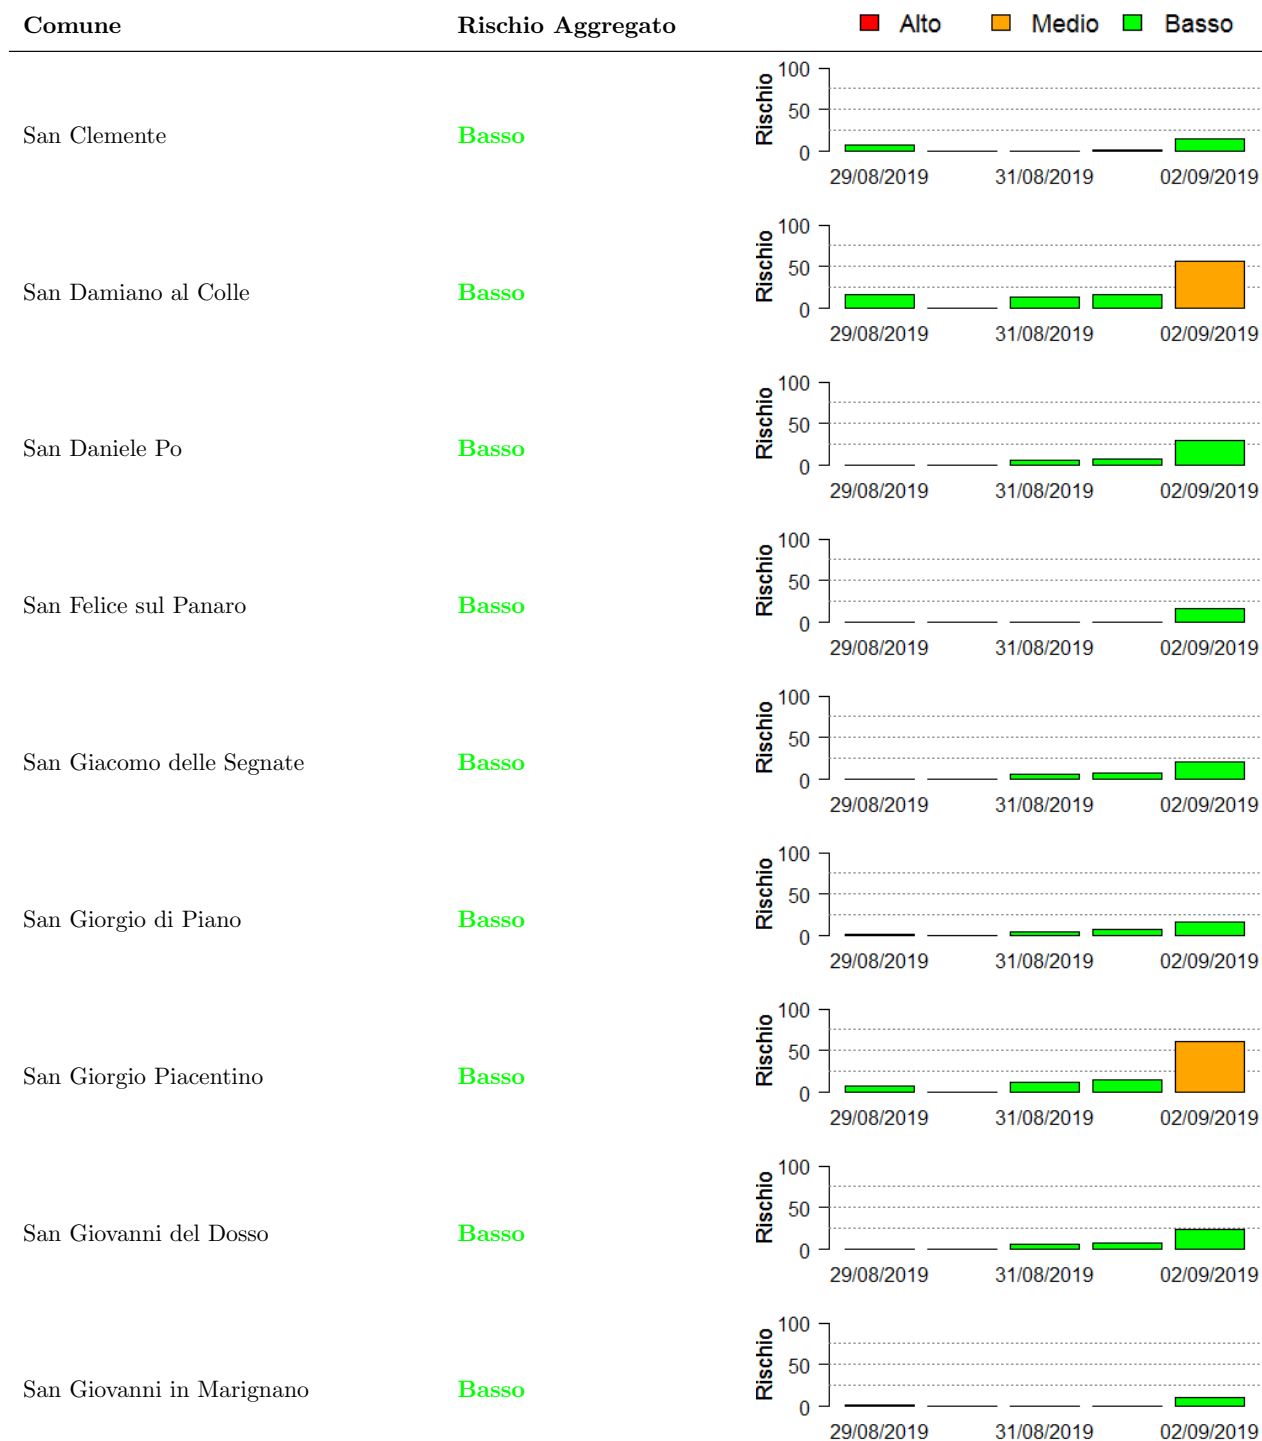 Comune Rischio Aggregato Alto Medio Basso
San Clemente Basso
Rischio
100
50
0
29/08/2019 31/08/2019 02/09/2019
San Damiano al Colle Basso
Rischio
100
50
0
29/08/2019 31/08/2019 02/09/2019
San Daniele Po Basso
Rischio
100
50
0
29/08/2019 31/08/2019 02/09/2019
San Felice sul Panaro Basso
Rischio
100
50
0
29/08/2019 31/08/2019 02/09/2019
San Giacomo delle Segnate Basso
Rischio
100
50
0
29/08/2019 31/08/2019 02/09/2019
San Giorgio di Piano Basso
Rischio
100
50
0
29/08/2019 31/08/2019 02/09/2019
San Giorgio Piacentino Basso
Rischio
100
50
0
29/08/2019 31/08/2019 02/09/2019
San Giovanni del Dosso Basso
Rischio
100
50
0
29/08/2019 31/08/2019 02/09/2019
San Giovanni in Marignano Basso
Rischio
100
50
0
29/08/2019 31/08/2019 02/09/2019